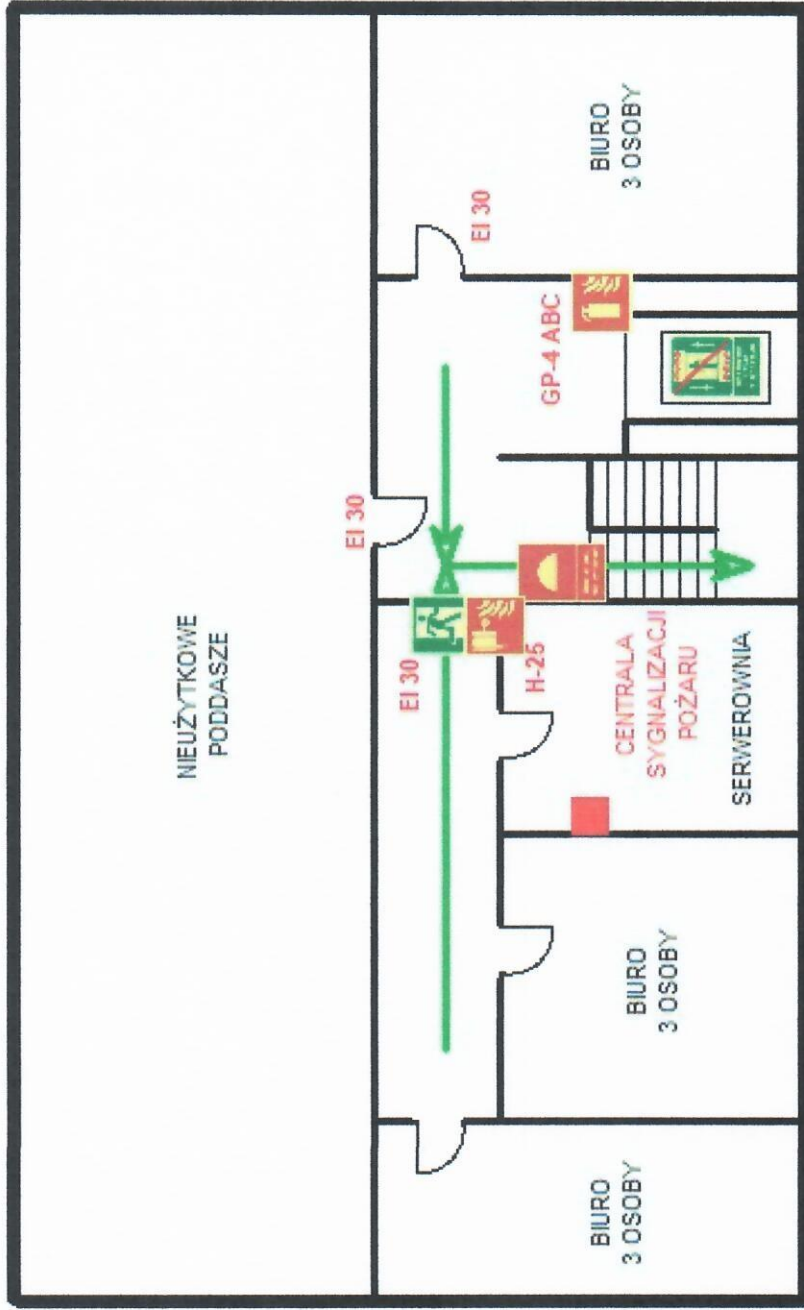 NIEUŻYTKOWE
PODDASZE
EI 30
EI 30
EI 30
H-25
GP-4 ABC
CENTRALA
SYGNALIZACJI
POŻARU
SERWEROWNIA
BIURO
3 OSOBY
BIURO
3 OSOBY
BIURO
3 OSOBY